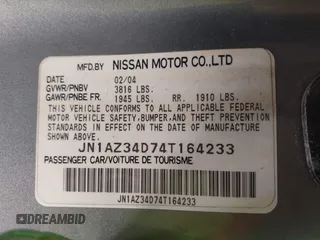 MFD.BY NISSAN MOTOR CO.,LTD
DATE 02/04
GVWR/PNBV 3816 LBS.
GAWR/PNBE FR. 1945 LBS. RR. 1910 LBS.
THIS VEHICLE CONFORMS TO ALL APPLICABLE FEDERAL
MOTOR VEHICLE SAFETY,BUMPER,AND THEFT PREVENTION
STANDARDS IN EFFECT ON THE DATE OF MANUFACTURE
SHOWN ABOVE.
JN1AZ34D74T164233
PASSENGER CAR/VOITURE DE TOURISME
JN1AZ34D74T164233
DREAMBID